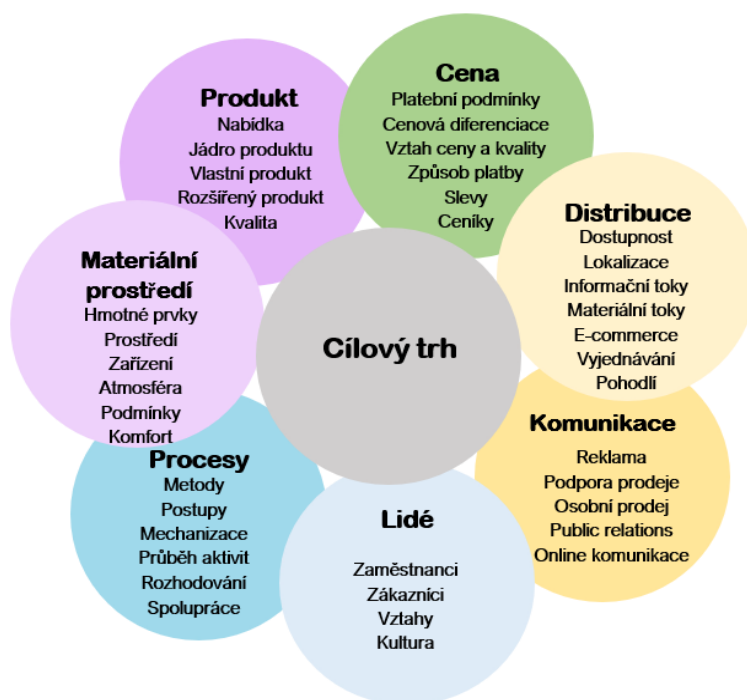 Produkt
Nabídka
Jádro produktu
Vlastní produkt
Rozšířený produkt
Kvalita
Cena
Platební podmínky
Cenová diferenciace
Vztah ceny a kvality
Způsob platby
Slevy
Ceníky
Distribuce
Dostupnost
Lokalizace
Informační toky
Materiální toky
E-commerce
Vyjednávání
Pohodlí
Materiální
prostředí
Hmotné prvky
Prostředí
Zařízení
Atmosféra
Podmínky
Komfort
Cílový trh
Komunikace
Reklama
Podpora prodeje
Osobní prodej
Public relations
Online komunikace
Procesy
Metody
Postupy
Mechanizace
Průběh aktivit
Rozhodování
Spolupráce
Lidé
Zaměstnanci
Zákazníci
Vztahy
Kultura